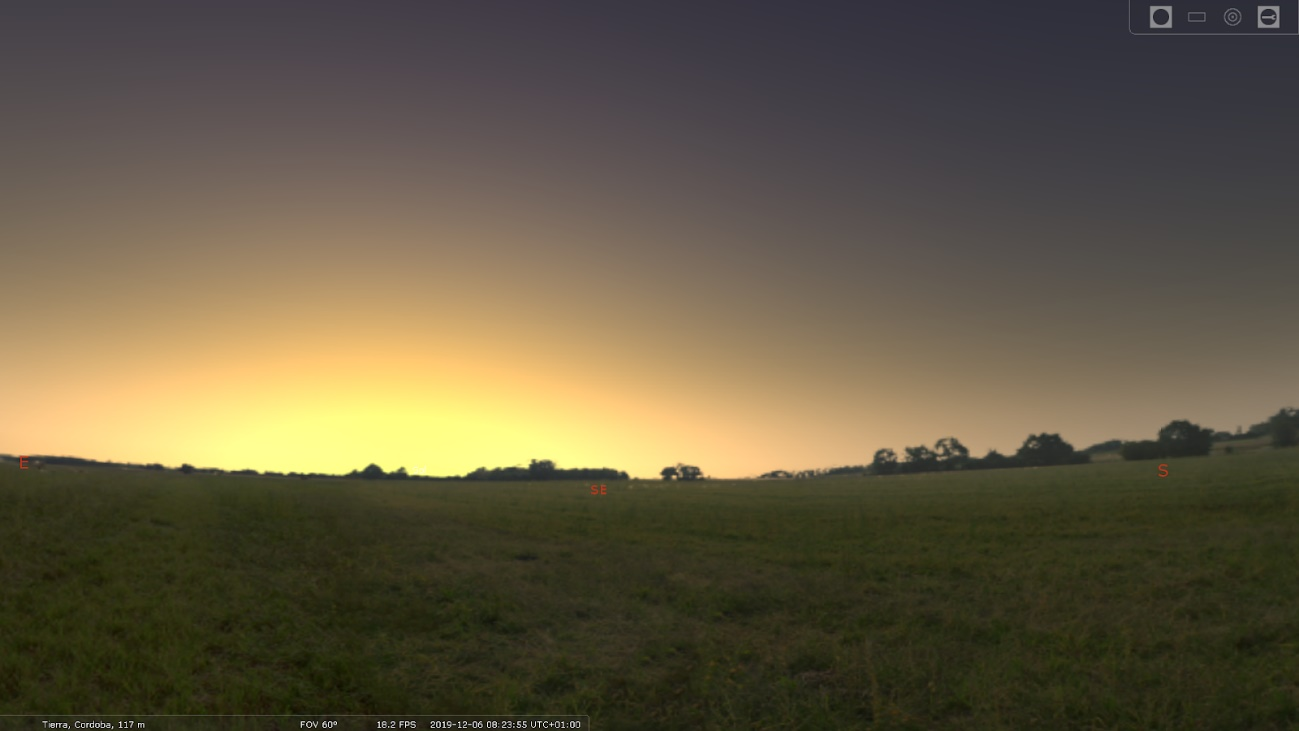 E
SE
S
Tierra, Cordoba, 117 m FOV 60° 18.2 FPS 2019-12-06 08:23:55 UTC+01:00